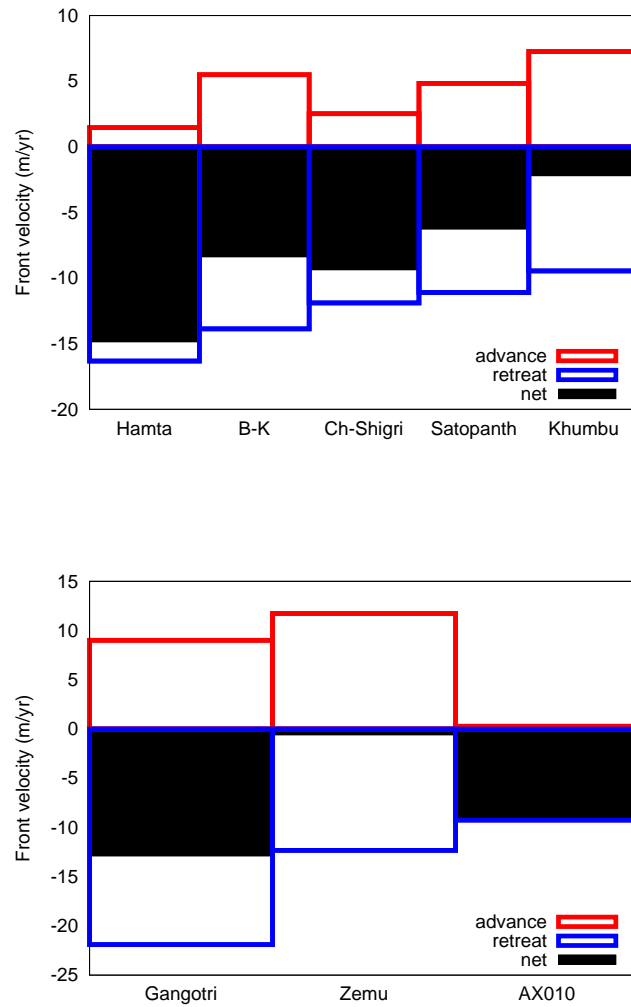 10
5
0
-5
-10
-15
-20
Front velocity (m/yr)
advance
retreat
net
Hamta B-K Ch-Shigri Satopanth Khumbu
15
10
5
0
-5
-10
-15
-20
-25
Front velocity (m/yr)
advance
retreat
net
Gangotri Zemu AX010